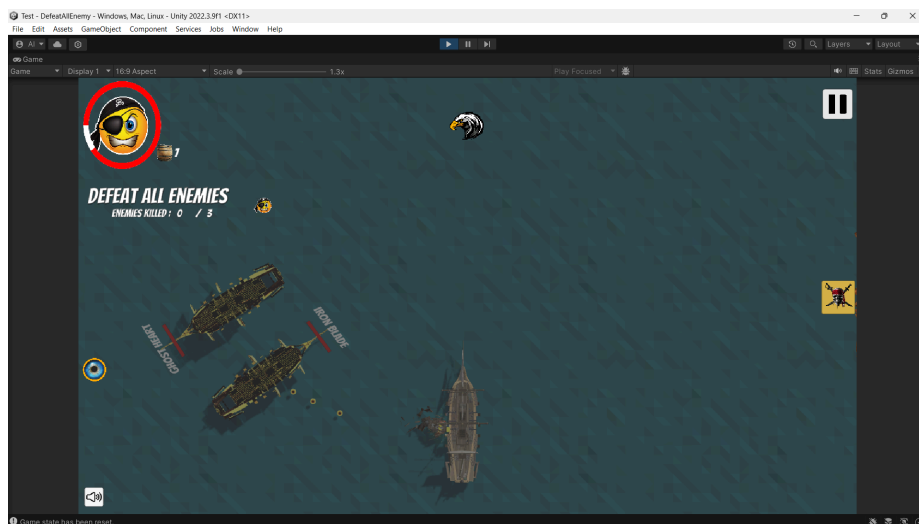 Test - DefeatAllEnemy - Windows, Mac, Linux - Unity 2022.3.9f1 <DX11>
File Edit Assets GameObject Component Services Jobs Window Help
AI Layers Layout
Game
Game Display 1 16:9 Aspect Scale 1.3x Play Focused Stats Gizmos
7
DEFEAT ALL ENEMIES
ENEMIES KILLED : 0 / 3
IRON BLADE
GHOST HEART
Game state has been reset